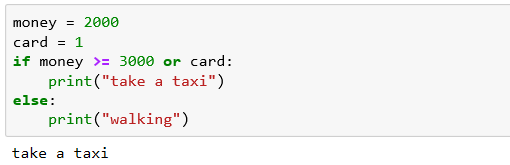 money = 2000
card = 1
if money >= 3000 or card:
    print("take a taxi")
else:
    print("walking")
take a taxi